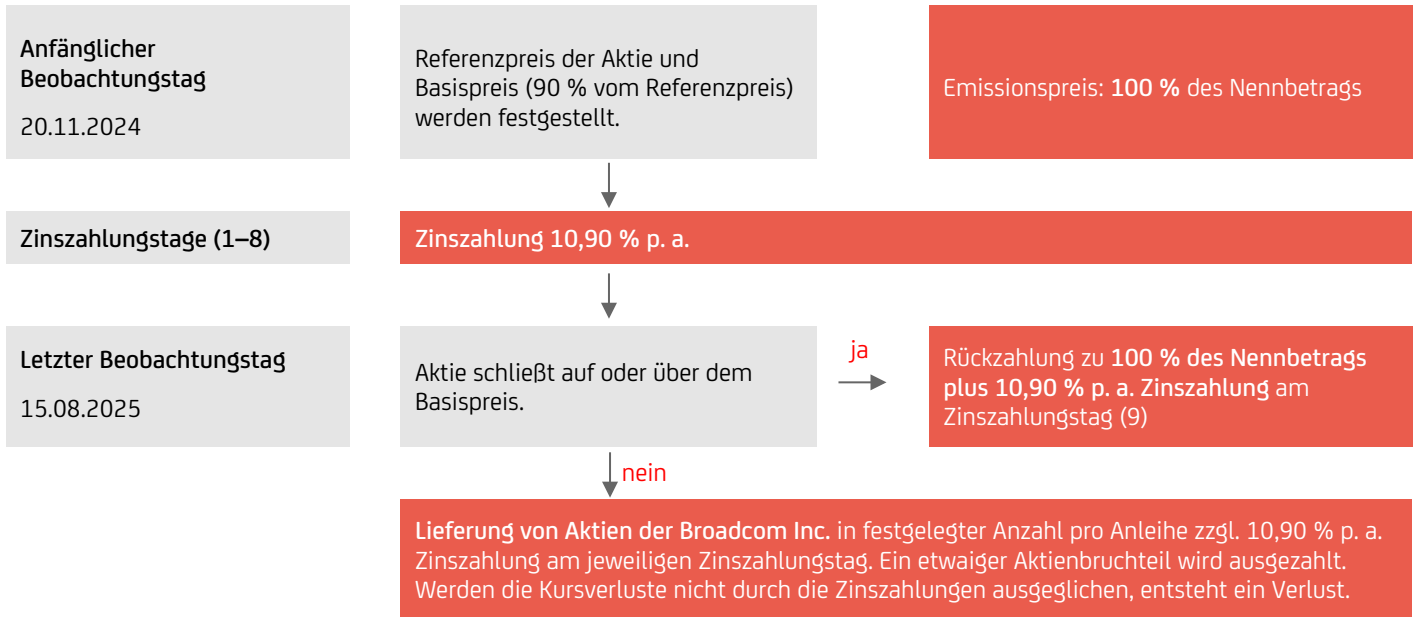 Anfänglicher
Beobachtungstag
20.11.2024
Referenzpreis der Aktie und
Basispreis (90 % vom Referenzpreis)
werden festgestellt.
Emissionspreis: 100 % des Nennbetrags
Zinszahlungstage (1–8)
Zinszahlung 10,90 % p. a.
Letzter Beobachtungstag
15.08.2025
Aktie schließt auf oder über dem
Basispreis.
ja
Rückzahlung zu 100 % des Nennbetrags
plus 10,90 % p. a. Zinszahlung am
Zinszahlungstag (9)
nein
Lieferung von Aktien der Broadcom Inc. in festgelegter Anzahl pro Anleihe zzgl. 10,90 % p. a.
Zinszahlung am jeweiligen Zinszahlungstag. Ein etwaiger Aktienbruchteil wird ausgezahlt.
Werden die Kursverluste nicht durch die Zinszahlungen ausgeglichen, entsteht ein Verlust.